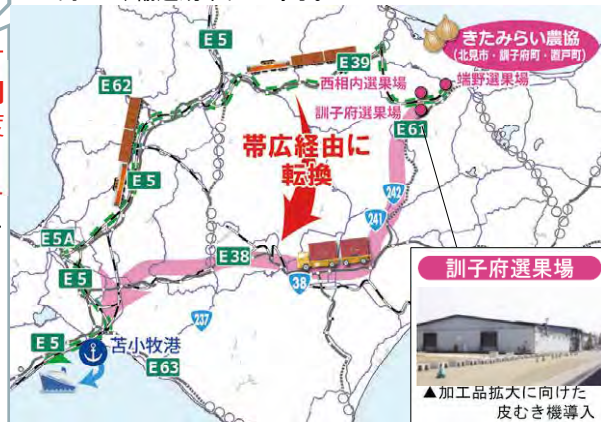 きたみらい農協
(北見市・訓子府町・置戸町)
E5
E39
E62
西相内選果場
端野選果場
訓子府選果場
E61
帯広経由に
転換
E5
242
241
E5A
E38
E5
38
訓子府選果場
237
E5
苫小牧港
E63
▲加工品拡大に向けた
皮むき機導入